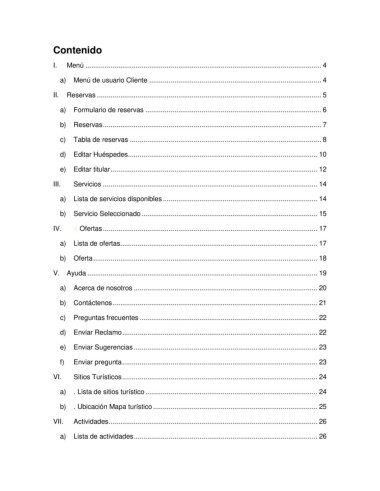 Contenido
I. Menú ........ 4
a) Menú de usuario Cliente ........ 4
II. Reservas ........ 5
a) Formulario de reservas ........ 6
b) Reservas ........ 7
c) Tabla de reservas ........ 8
d) Editar Huéspedes ........ 10
e) Editar titular ........ 12
III. Servicios ........ 14
a) Lista de servicios disponibles ........ 14
b) Servicio Seleccionado ........ 15
IV. Ofertas ........ 17
a) Lista de ofertas ........ 17
b) Oferta ........ 18
V. Ayuda ........ 19
a) Acerca de nosotros ........ 20
b) Contáctenos ........ 21
c) Preguntas frecuentes ........ 22
d) Enviar Reclamo ........ 22
e) Enviar Sugerencias ........ 23
f) Enviar pregunta ........ 23
VI. Sitios Turísticos ........ 24
a) . Lista de sitios turístico ........ 24
b) . Ubicación Mapa turístico ........ 25
VII. Actividades ........ 26
a) Lista de actividades ........ 26